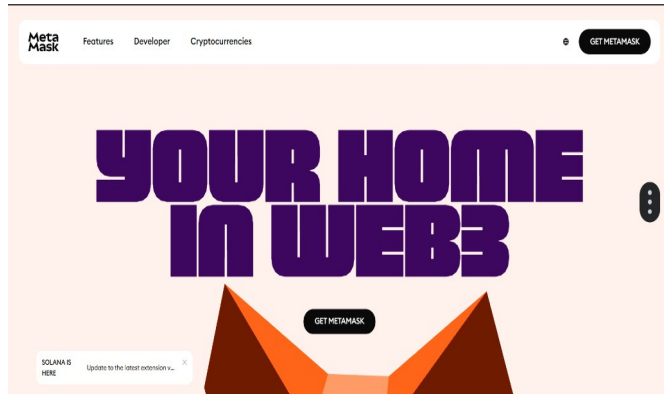 Meta
Mask
Features Developer Cryptocurrencies
GET METAMASK
YOUR HOME
IN WEB3
GET METAMASK
SOLANA IS
HERE
Update to the latest extension v...
X